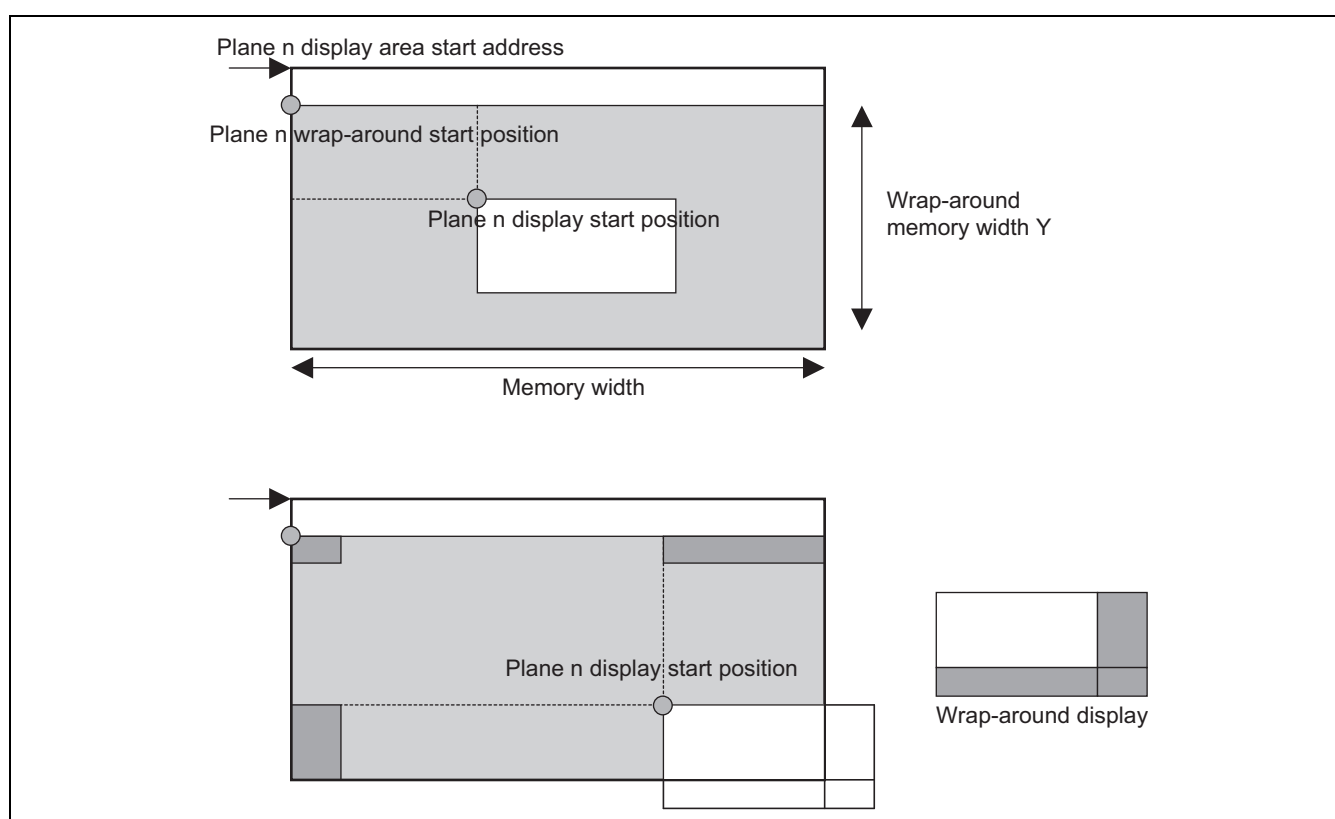 Plane n display area start address
Plane n wrap-around start position
Plane n display start position
Wrap-around
memory width Y
Memory width
Plane n display start position
Wrap-around display